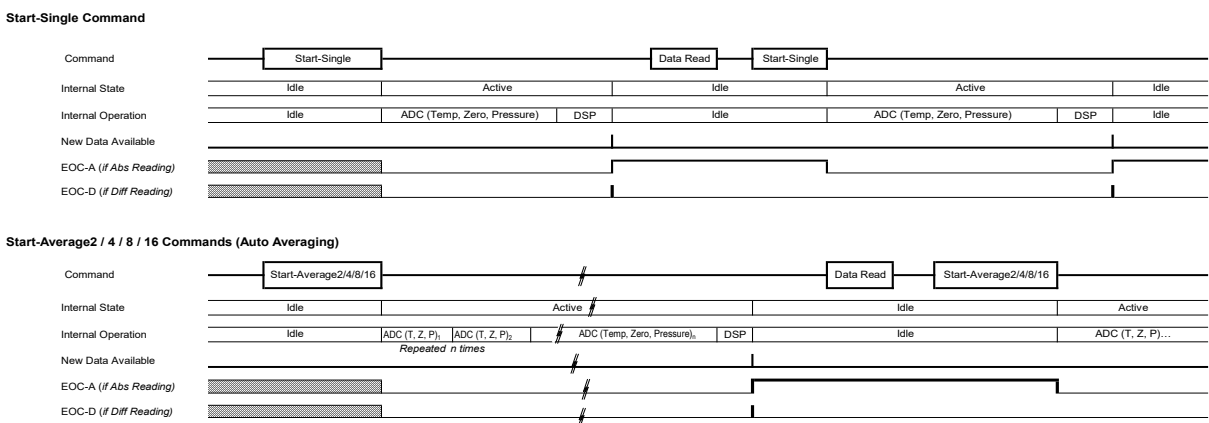 Start-Single Command
Command Start-Single Data Read Start-Single
Internal State Idle Active Idle Active Idle
Internal Operation Idle ADC (Temp, Zero, Pressure) DSP Idle ADC (Temp, Zero, Pressure) DSP Idle
New Data Available
EOC-A (if Abs Reading)
EOC-D (if Diff Reading)
Start-Average2 / 4 / 8 / 16 Commands (Auto Averaging)
Command Start-Average2/4/8/16 Data Read Start-Average2/4/8/16
Internal State Idle Active Idle Active
Internal Operation Idle ADC (T, Z, P)₁ ADC (T, Z, P)₂ ADC (Temp, Zero, Pressure)ₙ DSP Idle ADC (T, Z, P)...
Repeated n times
New Data Available
EOC-A (if Abs Reading)
EOC-D (if Diff Reading)